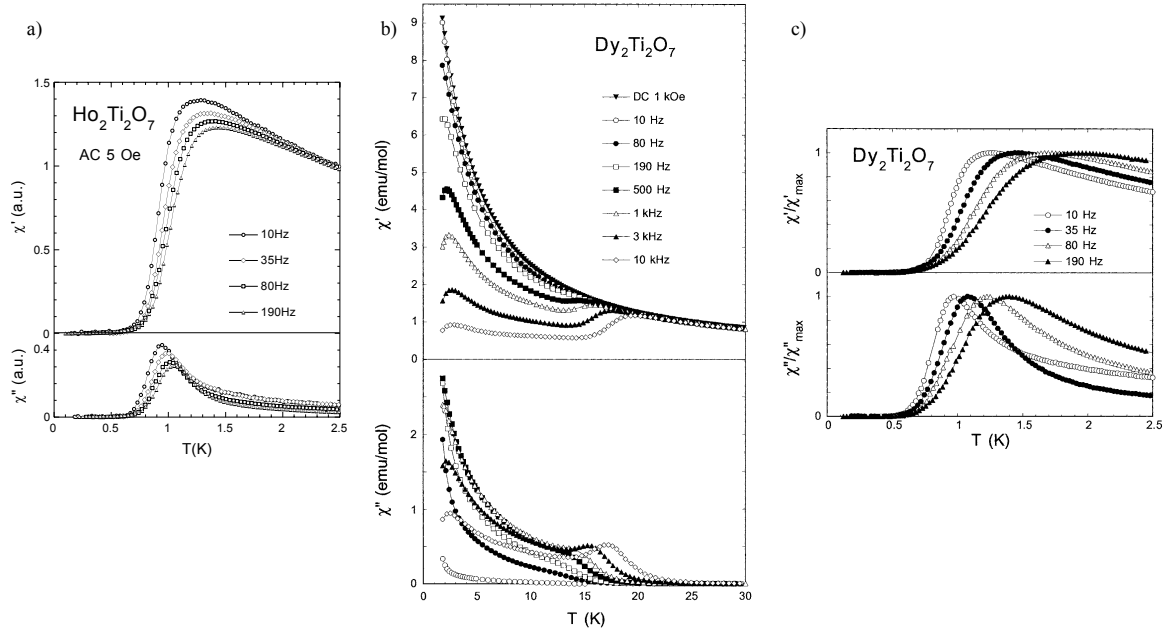 a)
Ho2Ti2O7
AC 5 Oe
10Hz
35Hz
80Hz
190Hz
χ' (a.u.)
1.5
1
0.5
0
χ" (a.u.)
0.4
0.2
0
0 0.5 1 1.5 2 2.5
T(K)
b)
Dy2Ti2O7
DC 1 kOe
10 Hz
80 Hz
190 Hz
500 Hz
1 kHz
3 kHz
10 kHz
χ' (emu/mol)
9
8
7
6
5
4
3
2
1
0
χ" (emu/mol)
2
1
0
0 5 10 15 20 25 30
T (K)
c)
Dy2Ti2O7
10 Hz
35 Hz
80 Hz
190 Hz
χ'/χ'max
1
0
χ"/χ"max
1
0
0 0.5 1 1.5 2 2.5
T (K)